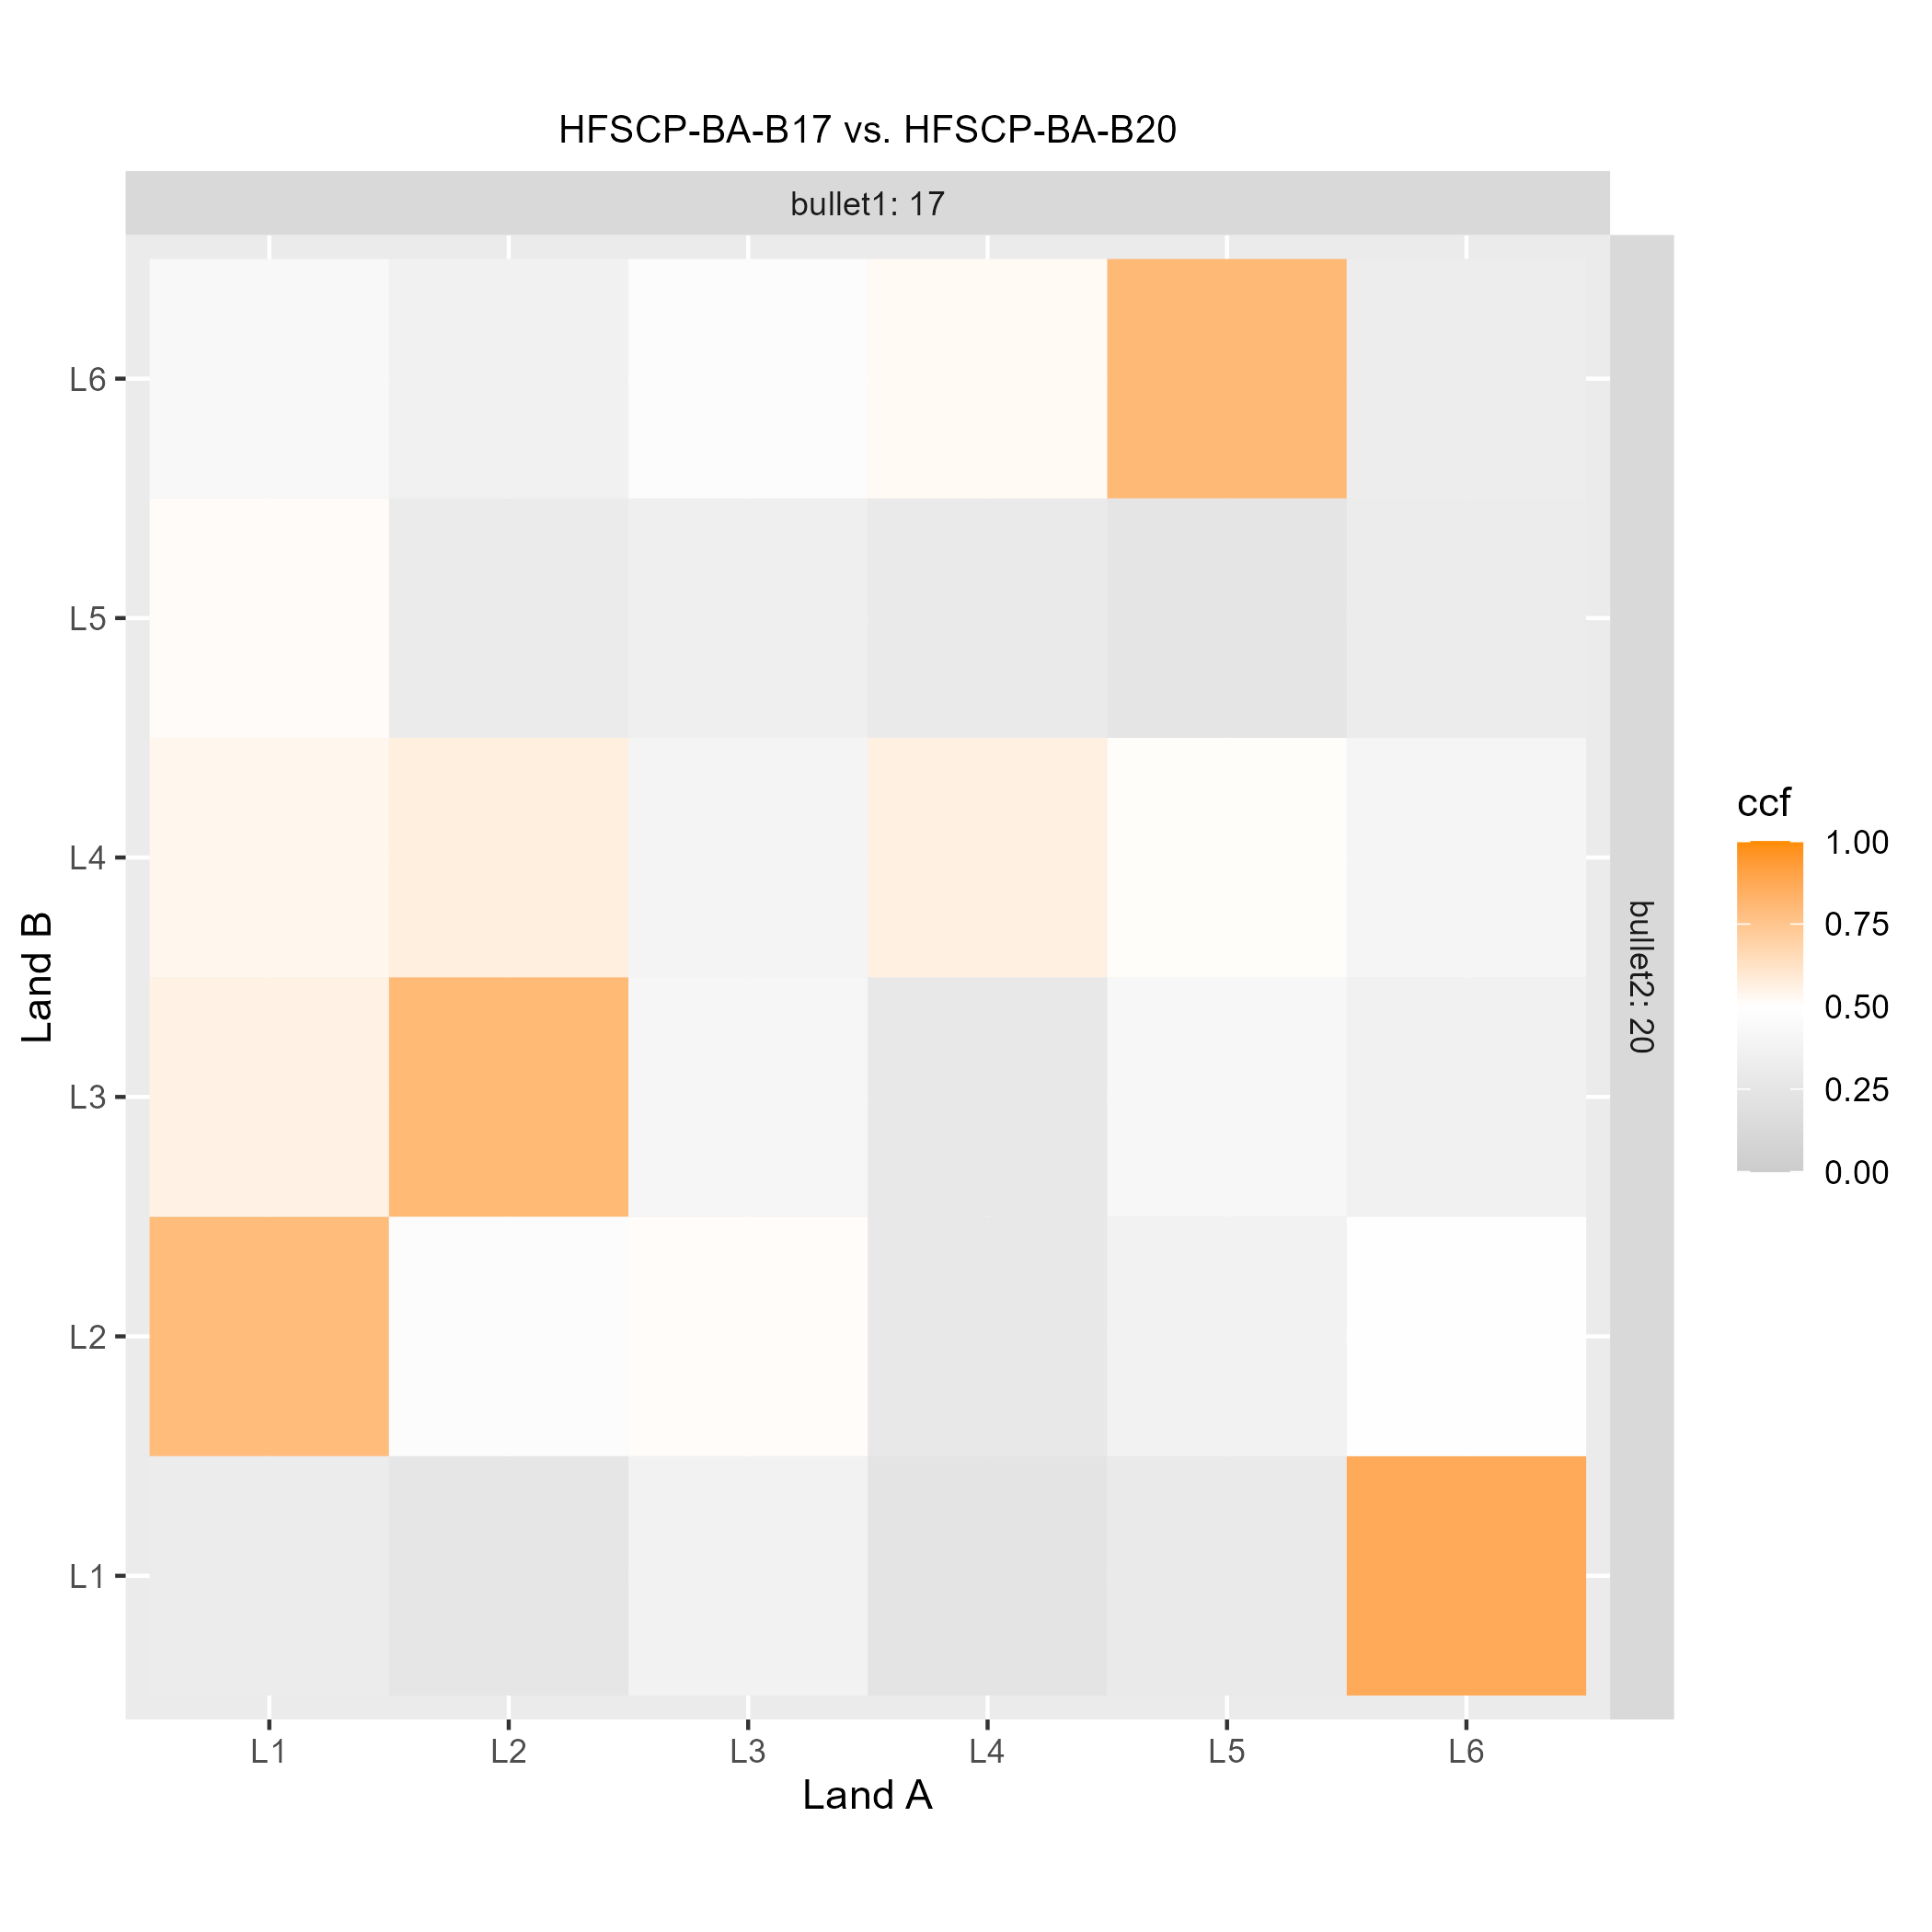 HFSCP-BA-B17 vs. HFSCP-BA-B20
bullet1: 17
bullet2: 20
Land B
L6
L5
L4
L3
L2
L1
L1 L2 L3 L4 L5 L6
Land A
ccf
1.00
0.75
0.50
0.25
0.00